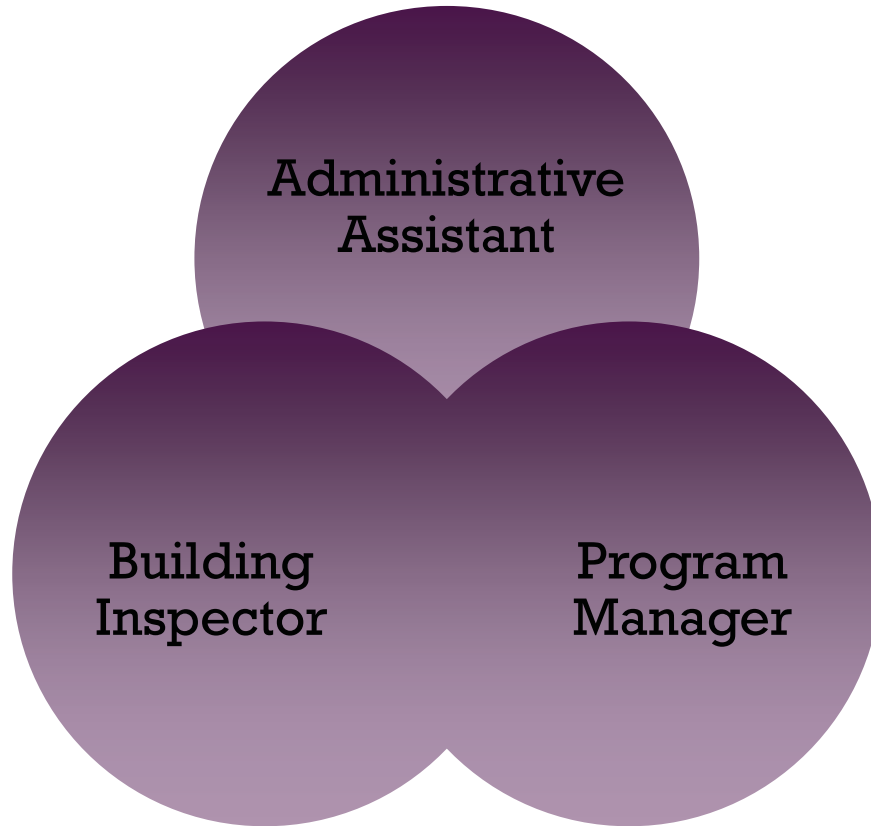 Administrative
Assistant
Building
Inspector
Program
Manager